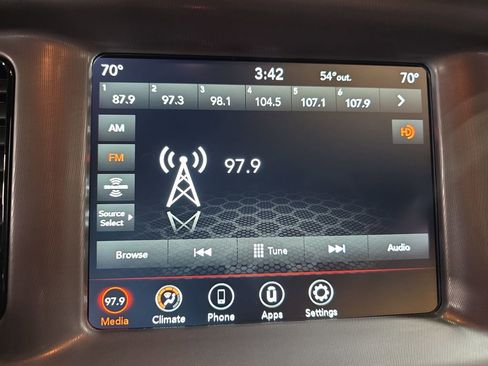 70° 3:42 54°out. 70°
1 87.9 2 97.3 3 98.1 4 104.5 5 107.1 6 107.9
AM
HD
FM
97.9
Source
Select
Browse Tune Audio
97.9
Media Climate Phone Apps Settings